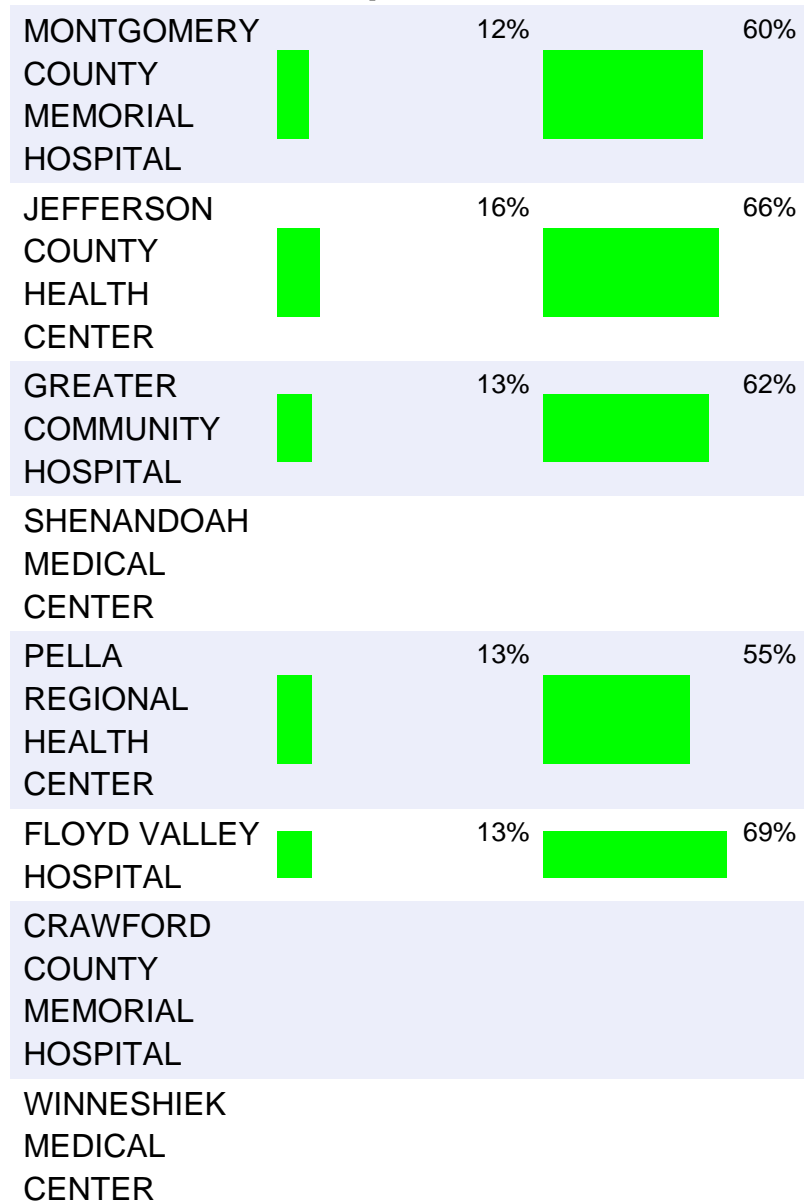 MONTGOMERY 12% 60%
COUNTY
MEMORIAL
HOSPITAL
JEFFERSON 16% 66%
COUNTY
HEALTH
CENTER
GREATER 13% 62%
COMMUNITY
HOSPITAL
SHENANDOAH
MEDICAL
CENTER
PELLA 13% 55%
REGIONAL
HEALTH
CENTER
FLOYD VALLEY 13% 69%
HOSPITAL
CRAWFORD
COUNTY
MEMORIAL
HOSPITAL
WINNESHIEK
MEDICAL
CENTER